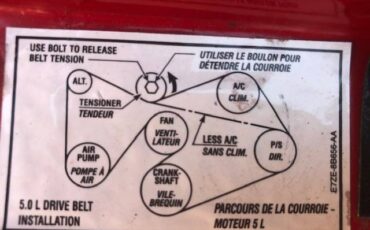 USE BOLT TO RELEASE
BELT TENSION
UTILISER LE BOULON POUR
DÉTENDRE LA COURROIE
ALT.
A/C
CLIM.
TENSIONER
TENDEUR
FAN
VENTI-
LATEUR
LESS A/C
SANS CLIM.
P/S
DIR.
AIR
PUMP
POMPE À
AIR
CRANK-
SHAFT
VILE-
BREQUIN
E7ZE-8B656-AA
5.0 L DRIVE BELT
INSTALLATION
PARCOURS DE LA COURROIE -
MOTEUR 5 L